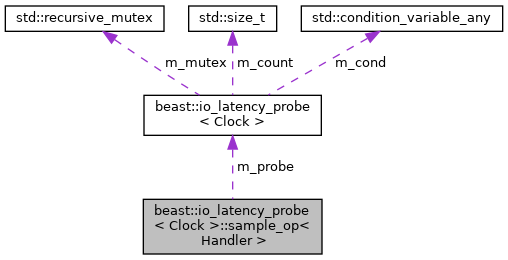 std::recursive_mutex
std::size_t
std::condition_variable_any
m_mutex
m_count
m_cond
beast::io_latency_probe
< Clock >
m_probe
beast::io_latency_probe
< Clock >::sample_op<
Handler >